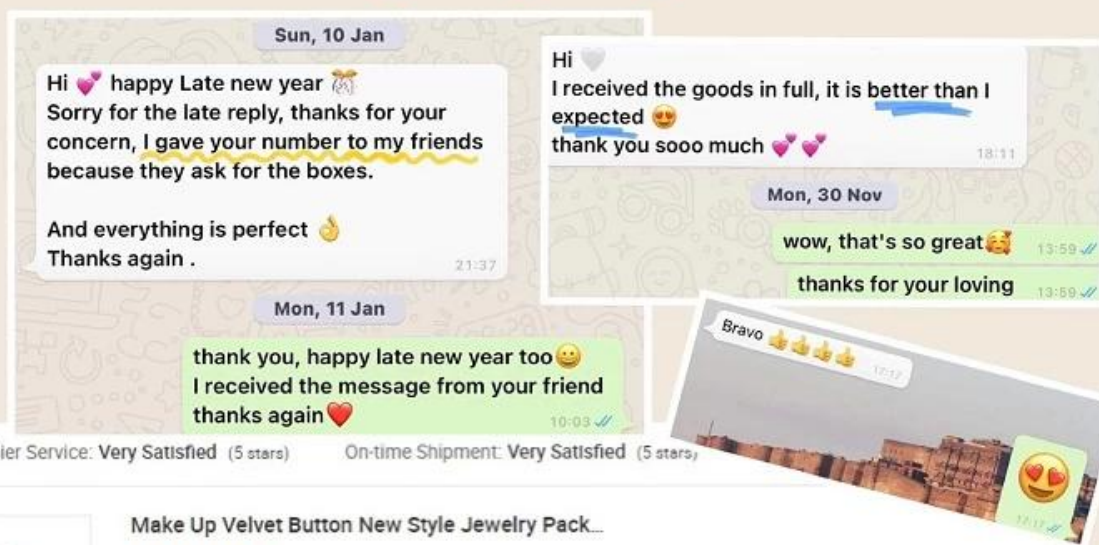 Sun, 10 Jan
Hi 💕 happy Late new year 🎊
Sorry for the late reply, thanks for your
concern, I gave your number to my friends
because they ask for the boxes.
And everything is perfect 👌
Thanks again .
21:37
Mon, 11 Jan
thank you, happy late new year too😀
I received the message from your friend
thanks again❤️
10:03
Hi 🤍
I received the goods in full, it is better than I
expected 😍
thank you sooo much 💕 💕
18:11
Mon, 30 Nov
wow, that's so great🥰
13:59
thanks for your loving
13:59
Bravo 👍👍👍👍
17:17
😍
17:17
ier Service: Very Satisfied (5 stars)
On-time Shipment: Very Satisfied (5 stars)
Make Up Velvet Button New Style Jewelry Pack...